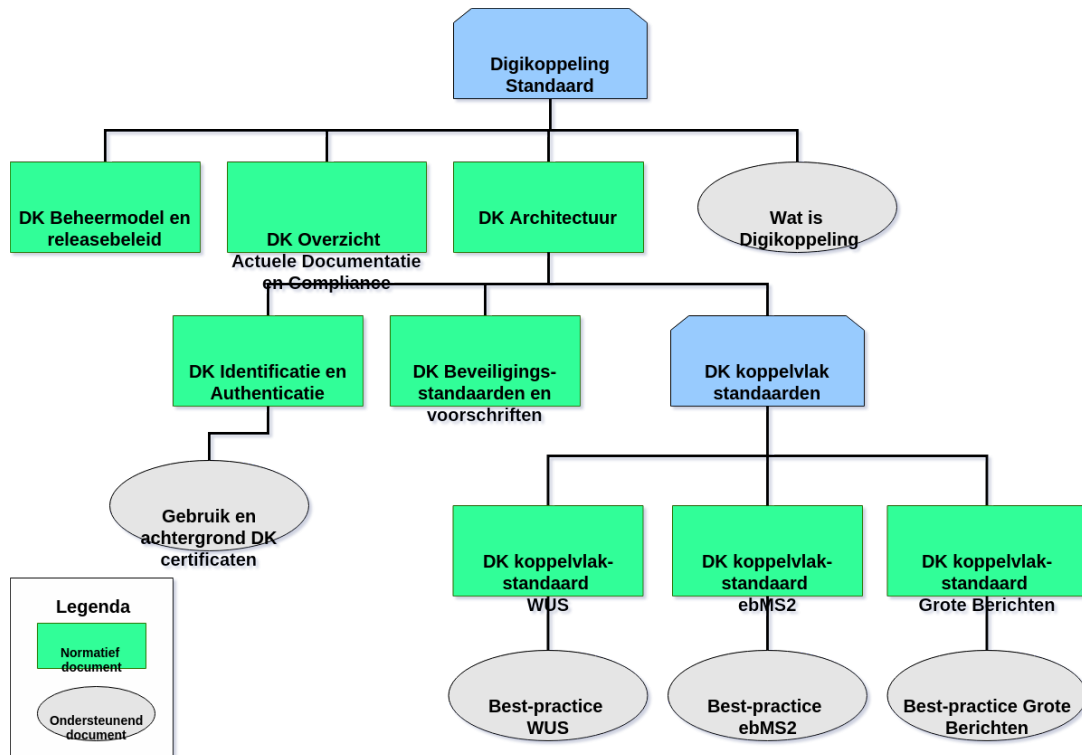 Digikoppeling
Standaard
DK Beheermodel en
releasebeleid
DK Overzicht
Actuele Documentatie
en Compliance
DK Architectuur
Wat is
Digikoppeling
DK Identificatie en
Authenticatie
DK Beveiligings-
standaarden en
voorschriften
DK koppelvlak
standaarden
Gebruik en
achtergrond DK
certificaten
DK koppelvlak-
standaard
WUS
DK koppelvlak-
standaard
ebMS2
DK koppelvlak-
standaard
Grote Berichten
Best-practice
WUS
Best-practice
ebMS2
Best-practice Grote
Berichten
Legenda
Normatief
document
Ondersteunend
document